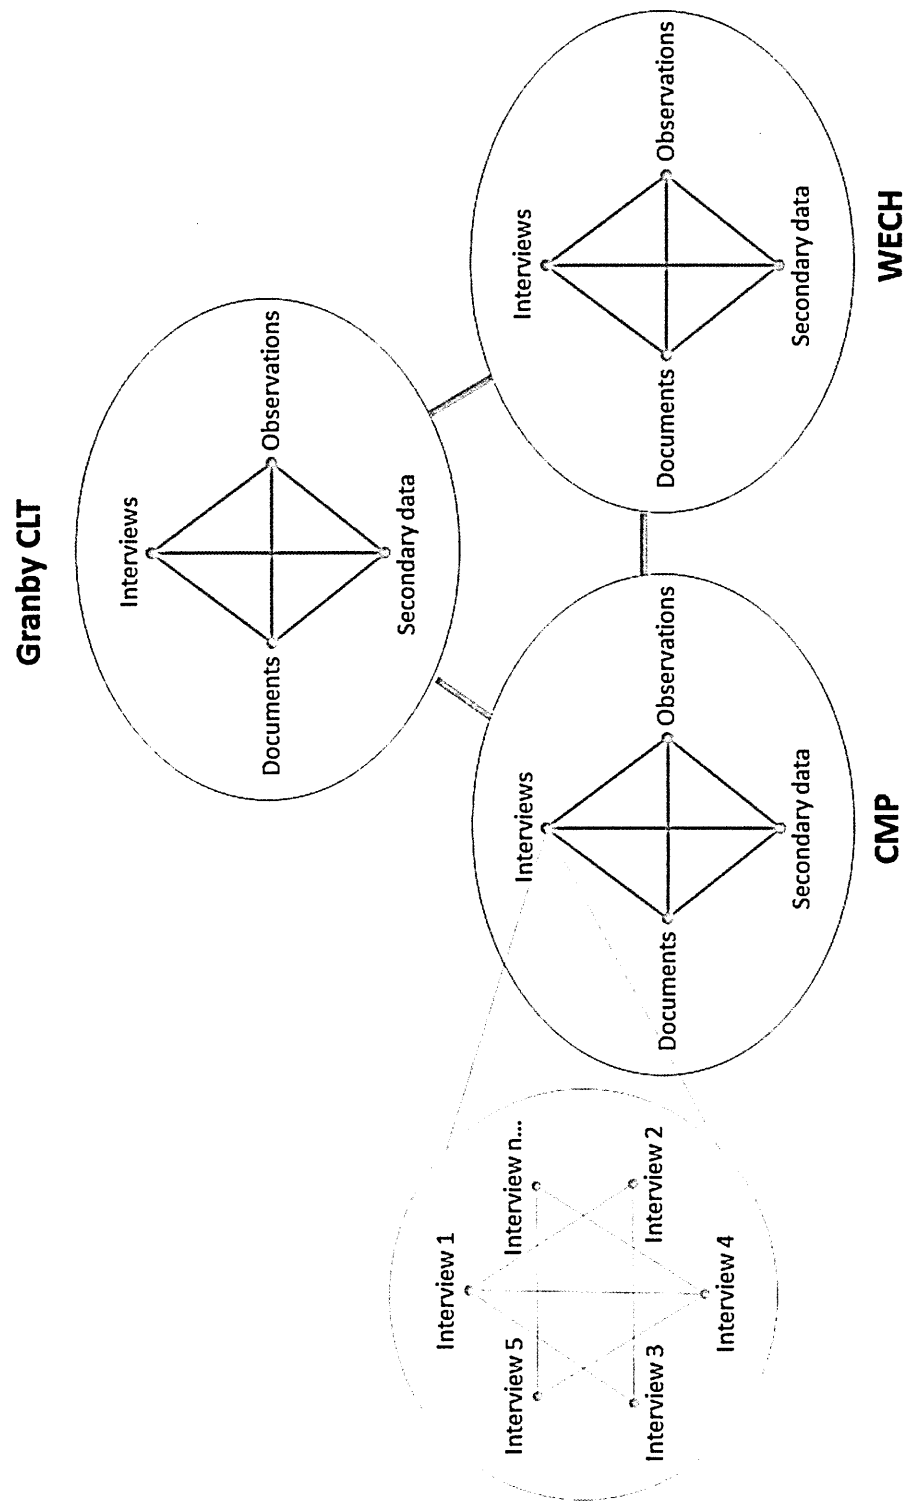 Granby CLT
Interviews
Documents
Observations
Secondary data
Interview 1
Interview 5
Interview n...
Interview 3
Interview 2
Interview 4
Interviews
Documents
Observations
Secondary data
CMP
Interviews
Documents
Observations
Secondary data
WECH